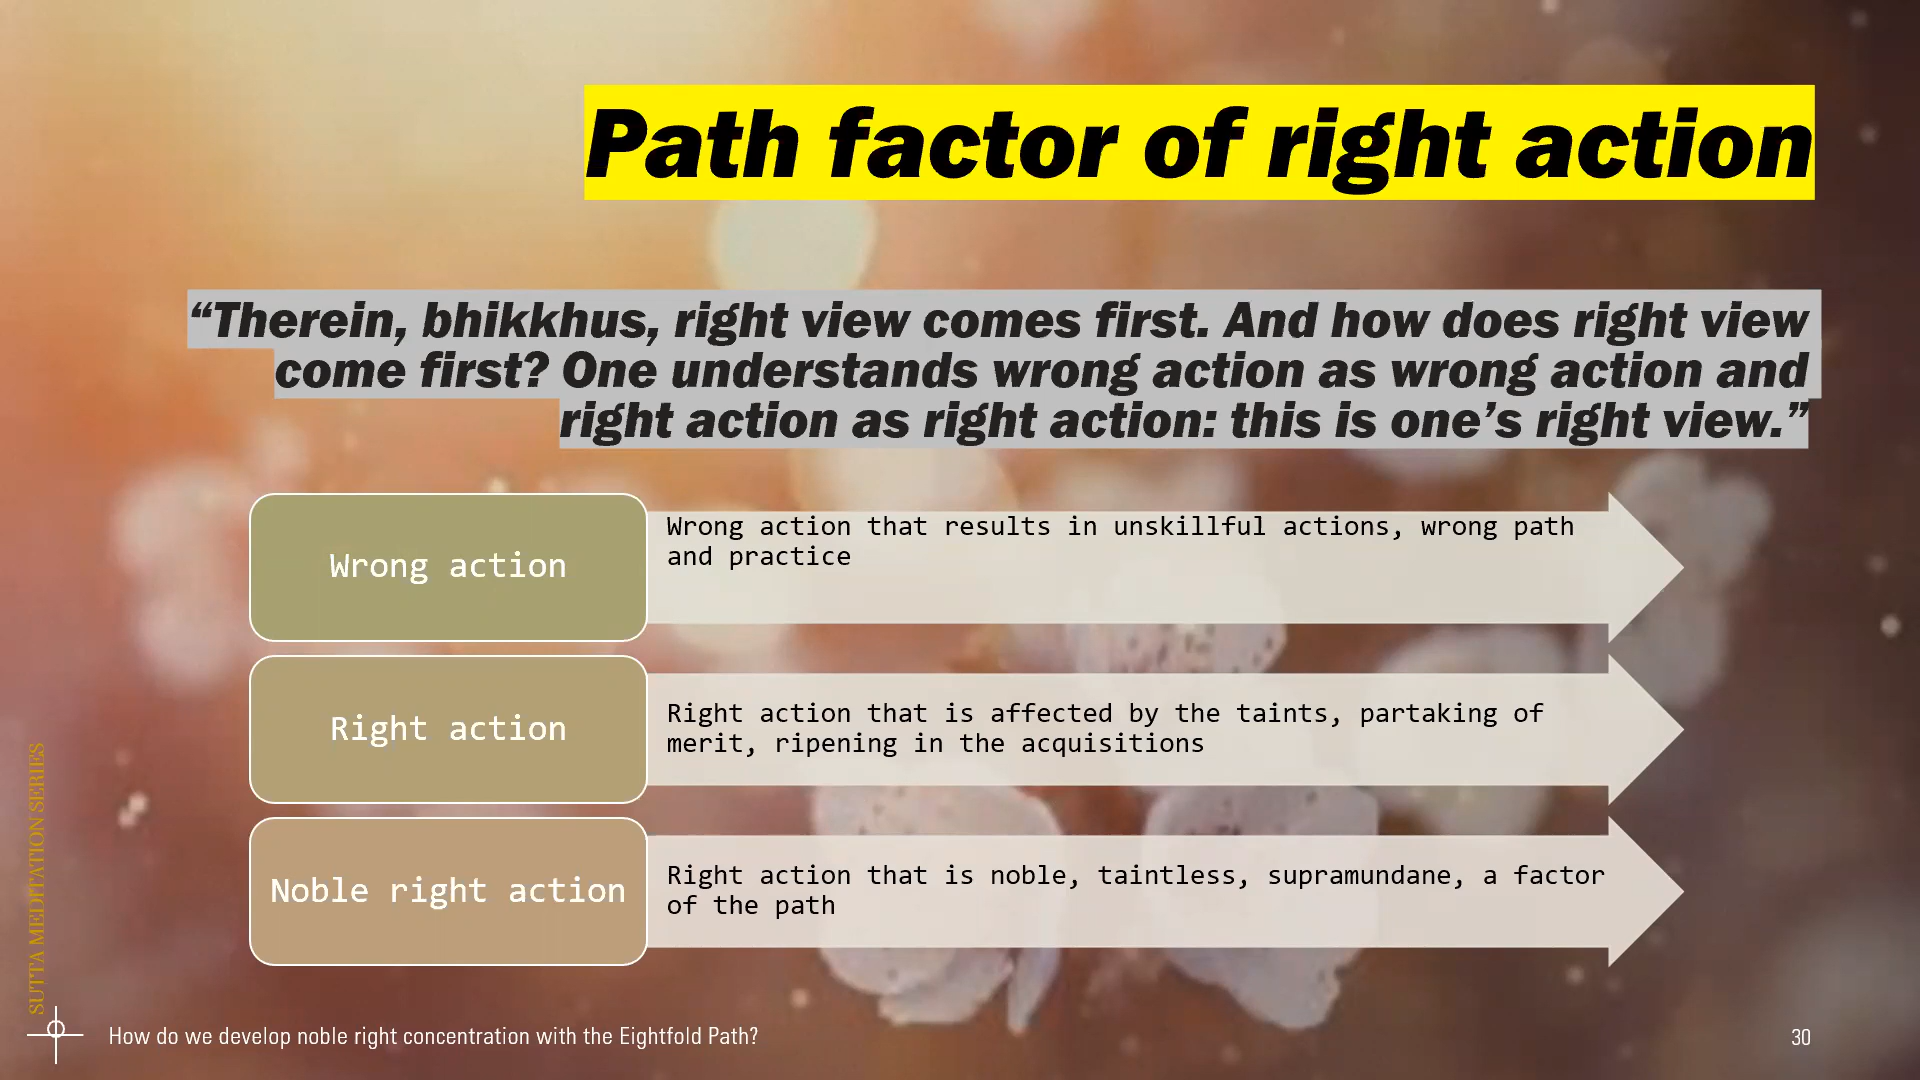 Path factor of right action
“Therein, bhikkhus, right view comes first. And how does right view
come first? One understands wrong action as wrong action and
right action as right action: this is one’s right view.”
Wrong action
Wrong action that results in unskillful actions, wrong path
and practice
Right action
Right action that is affected by the taints, partaking of
merit, ripening in the acquisitions
Noble right action
Right action that is noble, taintless, supramundane, a factor
of the path
SUTTA MEDITATION SERIES
How do we develop noble right concentration with the Eightfold Path?
30